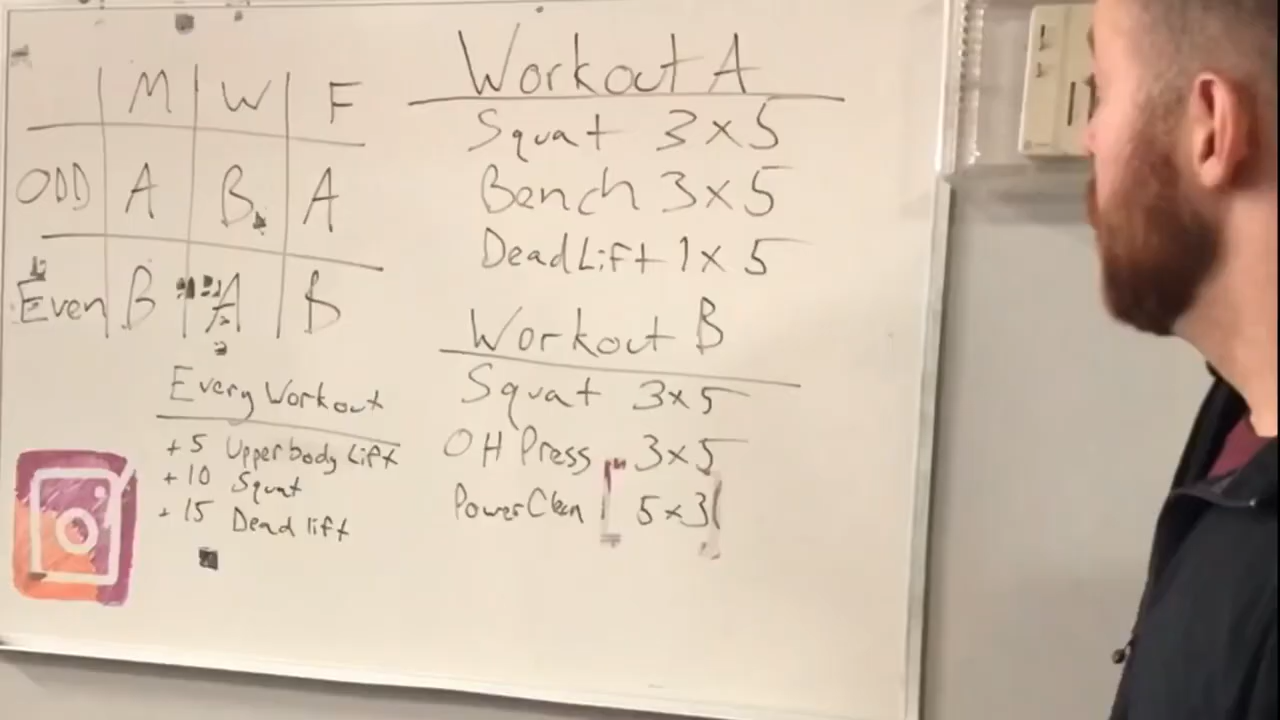 M W F
ODD A B A
Even B A B
Every Workout
+5 Upperbody Lift
+10 Squat
+15 Dead lift
Workout A
Squat 3x5
Bench 3x5
DeadLift 1x5
Workout B
Squat 3x5
OH Press 3x5
PowerClean [5x3]